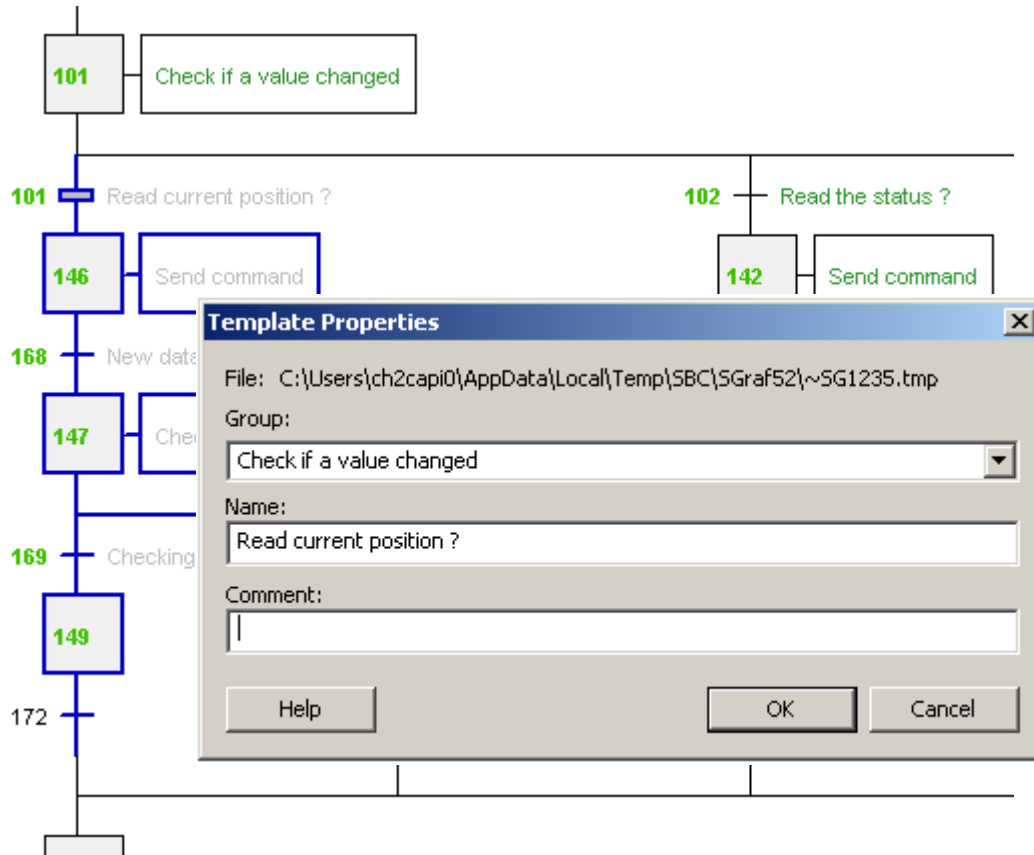 101 Check if a value changed
101 Read current position ? 102 Read the status ?
146 Send command 142 Send command
Template Properties
168 New data
File: C:\Users\ch2capi0\AppData\Local\Temp\SBC\SGraf52\~SG1235.tmp
Group:
147
Check if a value changed
Name:
Read current position ?
169 Checking
Comment:
149
Help OK Cancel
172